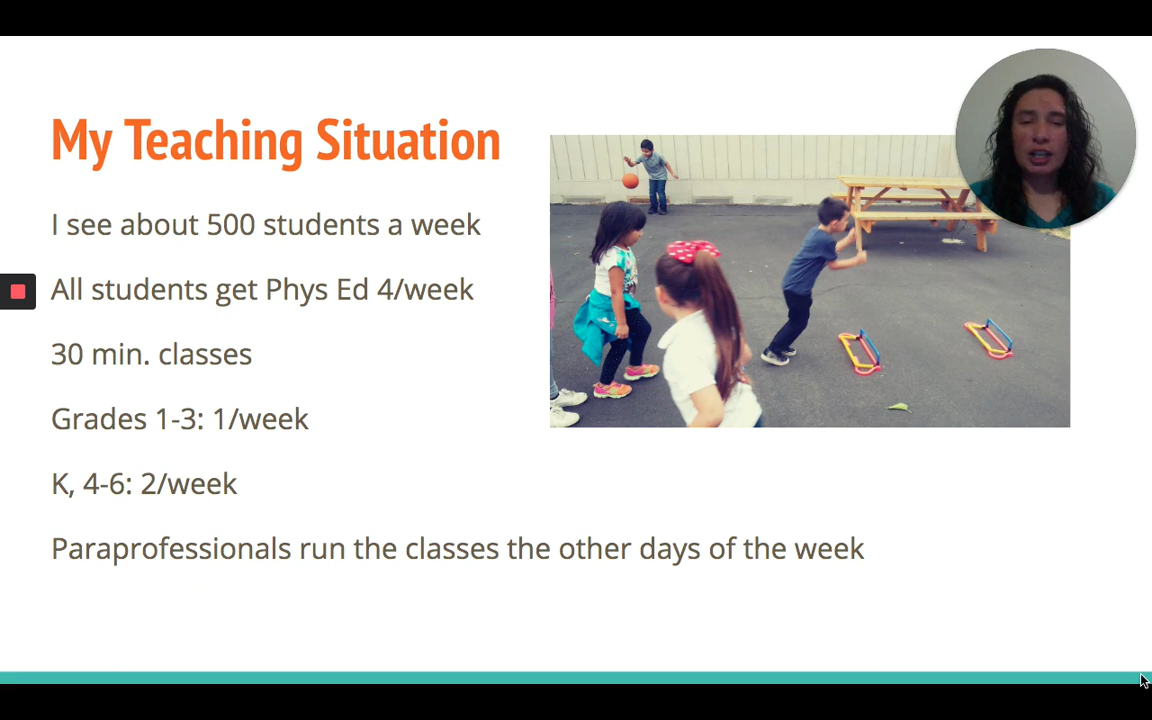 My Teaching Situation
I see about 500 students a week
All students get Phys Ed 4/week
30 min. classes
Grades 1-3: 1/week
K, 4-6: 2/week
Paraprofessionals run the classes the other days of the week